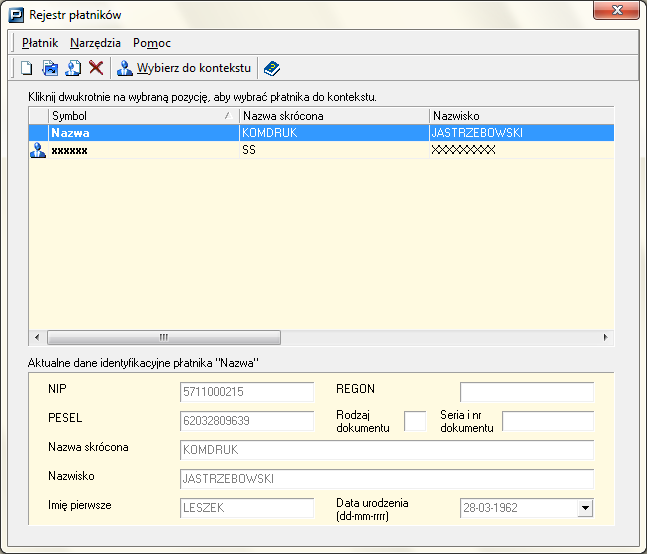 Rejestr płatników
Płatnik Narzędzia Pomoc
Wybierz do kontekstu
Kliknij dwukrotnie na wybraną pozycję, aby wybrać płatnika do kontekstu.
Symbol Nazwa skrócona Nazwisko
Nazwa KOMDRUK JASTRZEBOWSKI
xxxxxx SS XXXXXXXXX
Aktualne dane identyfikacyjne płatnika "Nazwa"
NIP 5711000215 REGON
PESEL 62032809639 Rodzaj dokumentu Seria i nr dokumentu
Nazwa skrócona KOMDRUK
Nazwisko JASTRZEBOWSKI
Imię pierwsze LESZEK Data urodzenia (dd-mm-rrrr) 28-03-1962